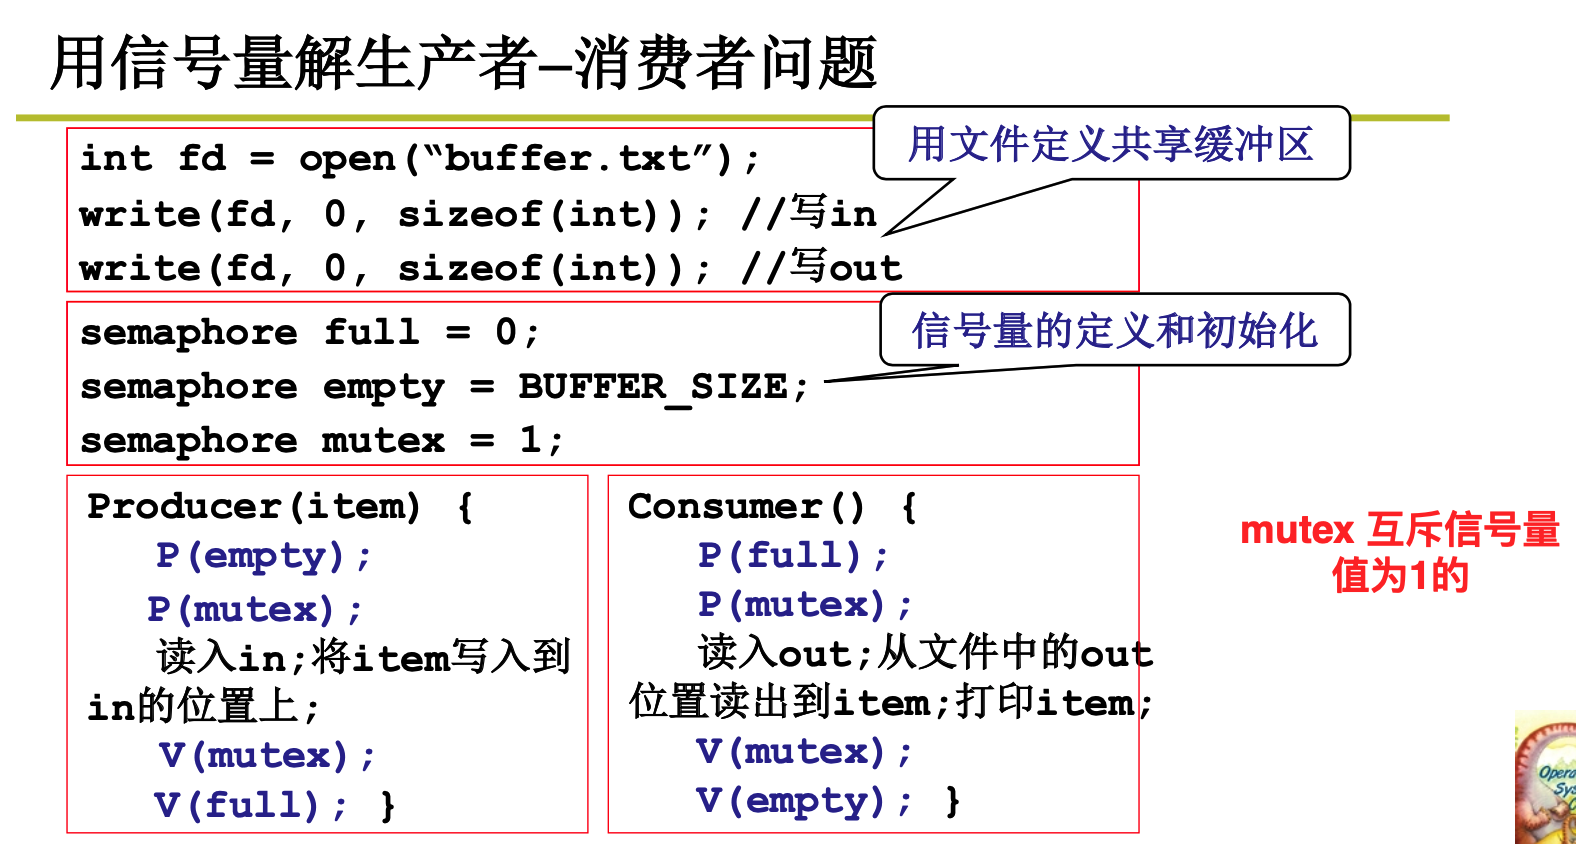 用信号量解生产者–消费者问题
用文件定义共享缓冲区
int fd = open(“buffer.txt”);
write(fd, 0, sizeof(int)); //写in
write(fd, 0, sizeof(int)); //写out
信号量的定义和初始化
semaphore full = 0;
semaphore empty = BUFFER_SIZE;
semaphore mutex = 1;
Producer(item) {
P(empty);
P(mutex);
读入in;将item写入到
in的位置上;
V(mutex);
V(full); }
Consumer() {
P(full);
P(mutex);
读入out;从文件中的out
位置读出到item;打印item;
V(mutex);
V(empty); }
mutex 互斥信号量
值为1的